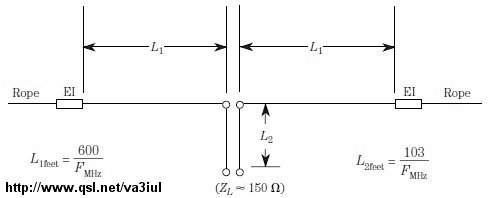 L1
L1
Rope
EI
EI
Rope
L2
L1feet = 600 / FMHz
L2feet = 103 / FMHz
http://www.qsl.net/va3iul
(ZL ≈ 150 Ω)